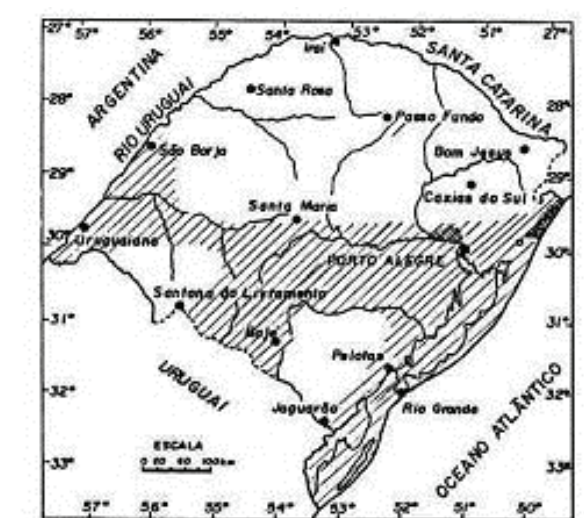 57° 56° 55° 54° 53° 52° 51° 27°
Iraí
SANTA CATARINA
ARGENTINA
RIO URUGUAI
28°
Santa Rosa
Passo Fundo
28°
São Borja
Bom Jesus
29°
Caxias do Sul
29°
Santa Maria
30°
Uruguaiana
PORTO ALEGRE
30°
Santana do Livramento
31°
Bajé
31°
Pelotas
URUGUAI
32°
Jaguarão
Rio Grande
32°
OCEANO ATLÂNTICO
ESCALA
100km
33°
33°
57° 56° 55° 54° 53° 52° 51° 50°